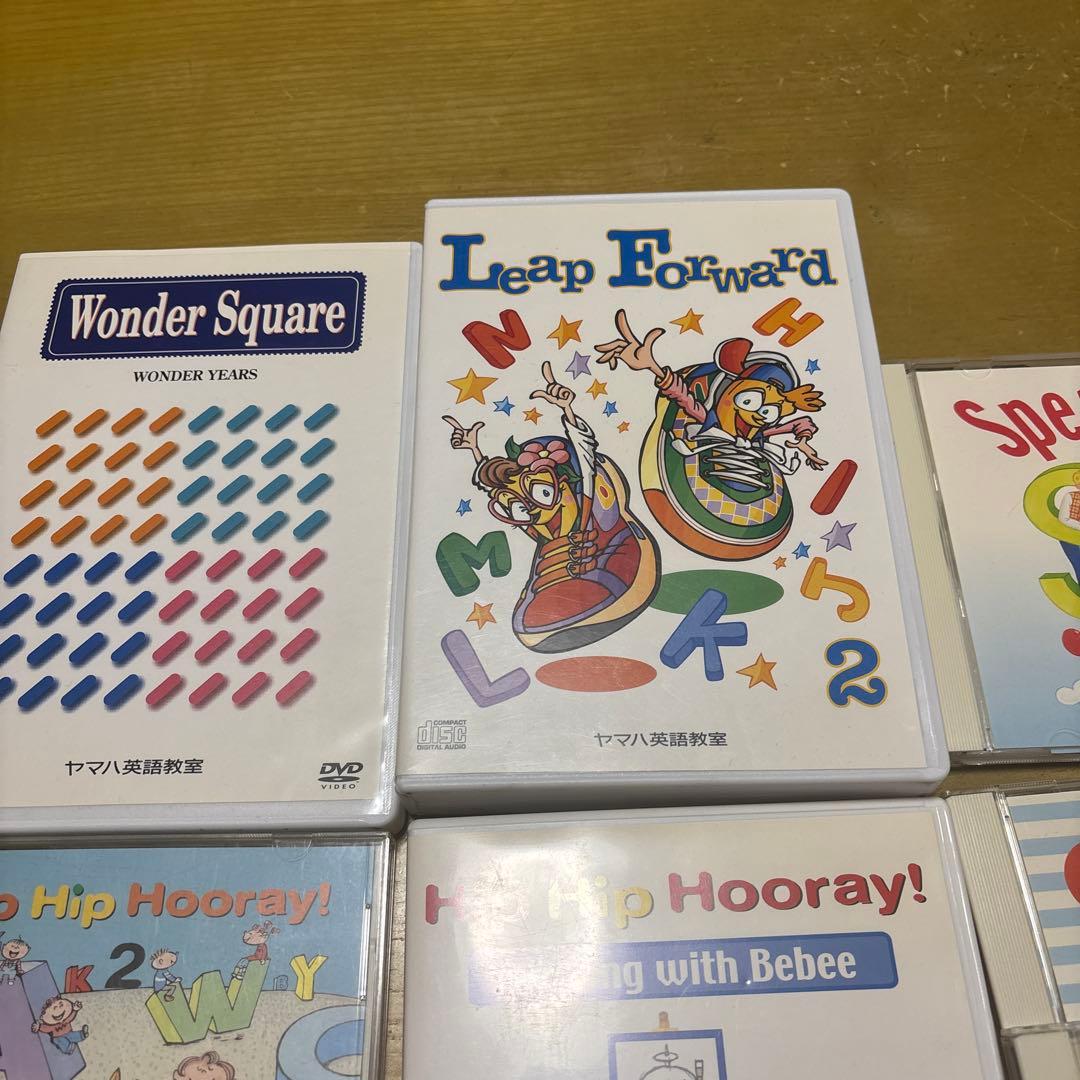 Wonder Square
WONDER YEARS
ヤマハ英語教室
DVD
VIDEO
Leap Forward
N
H
I
M
J
L
K
2
COMPACT
disc
DIGITAL AUDIO
ヤマハ英語教室
Hip Hooray!
K 2
W
B Y
Hip Hip Hooray!
with Bebee